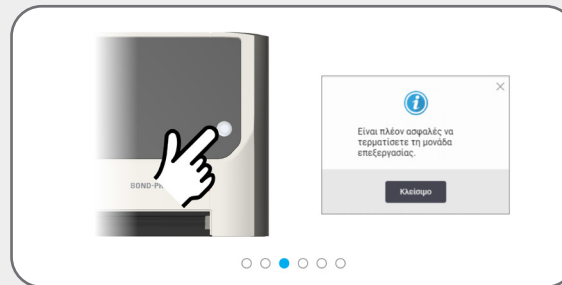 BOND-PR
Είναι πλέον ασφαλές να
τερματίσετε τη μονάδα
επεξεργασίας.
Κλείσιμο